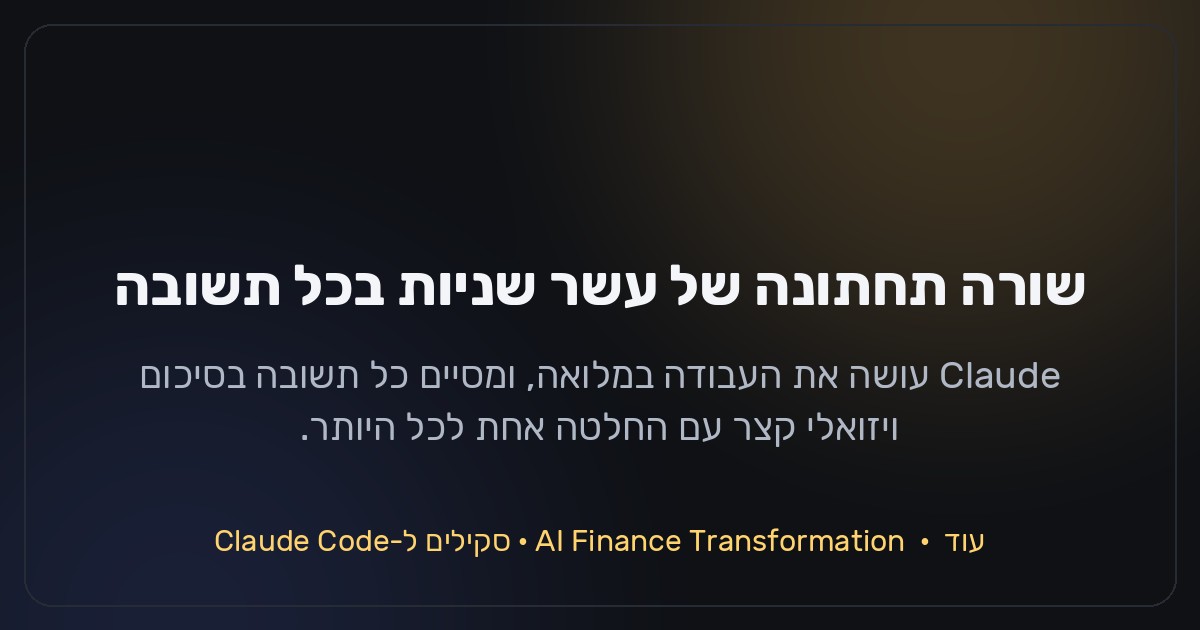 שורה תחתונה של עשר שניות בכל תשובה
Claude עושה את העבודה במלואה, ומסיים כל תשובה בסיכום
ויזואלי קצר עם החלטה אחת לכל היותר.
עוד • AI Finance Transformation • סקילים ל-Claude Code